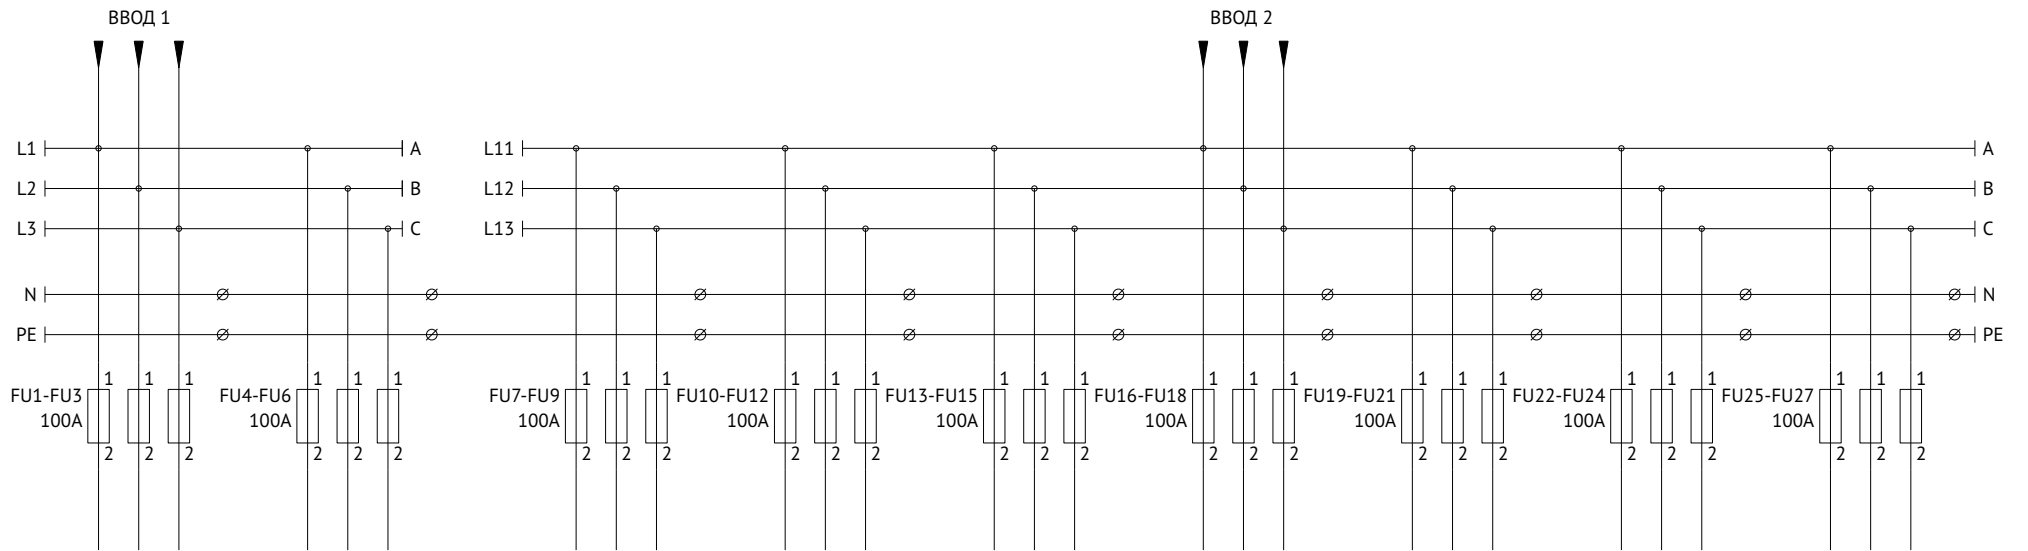 ВВОД 1
ВВОД 2
L1 A L11 A
L2 B L12 B
L3 C L13 C
N N
PE PE
1 1 1 1 1 1 1 1 1 1 1 1 1 1 1 1 1 1 1 1 1 1 1 1 1 1 1
FU1-FU3 FU4-FU6 FU7-FU9 FU10-FU12 FU13-FU15 FU16-FU18 FU19-FU21 FU22-FU24 FU25-FU27
100A 100A 100A 100A 100A 100A 100A 100A 100A
2 2 2 2 2 2 2 2 2 2 2 2 2 2 2 2 2 2 2 2 2 2 2 2 2 2 2